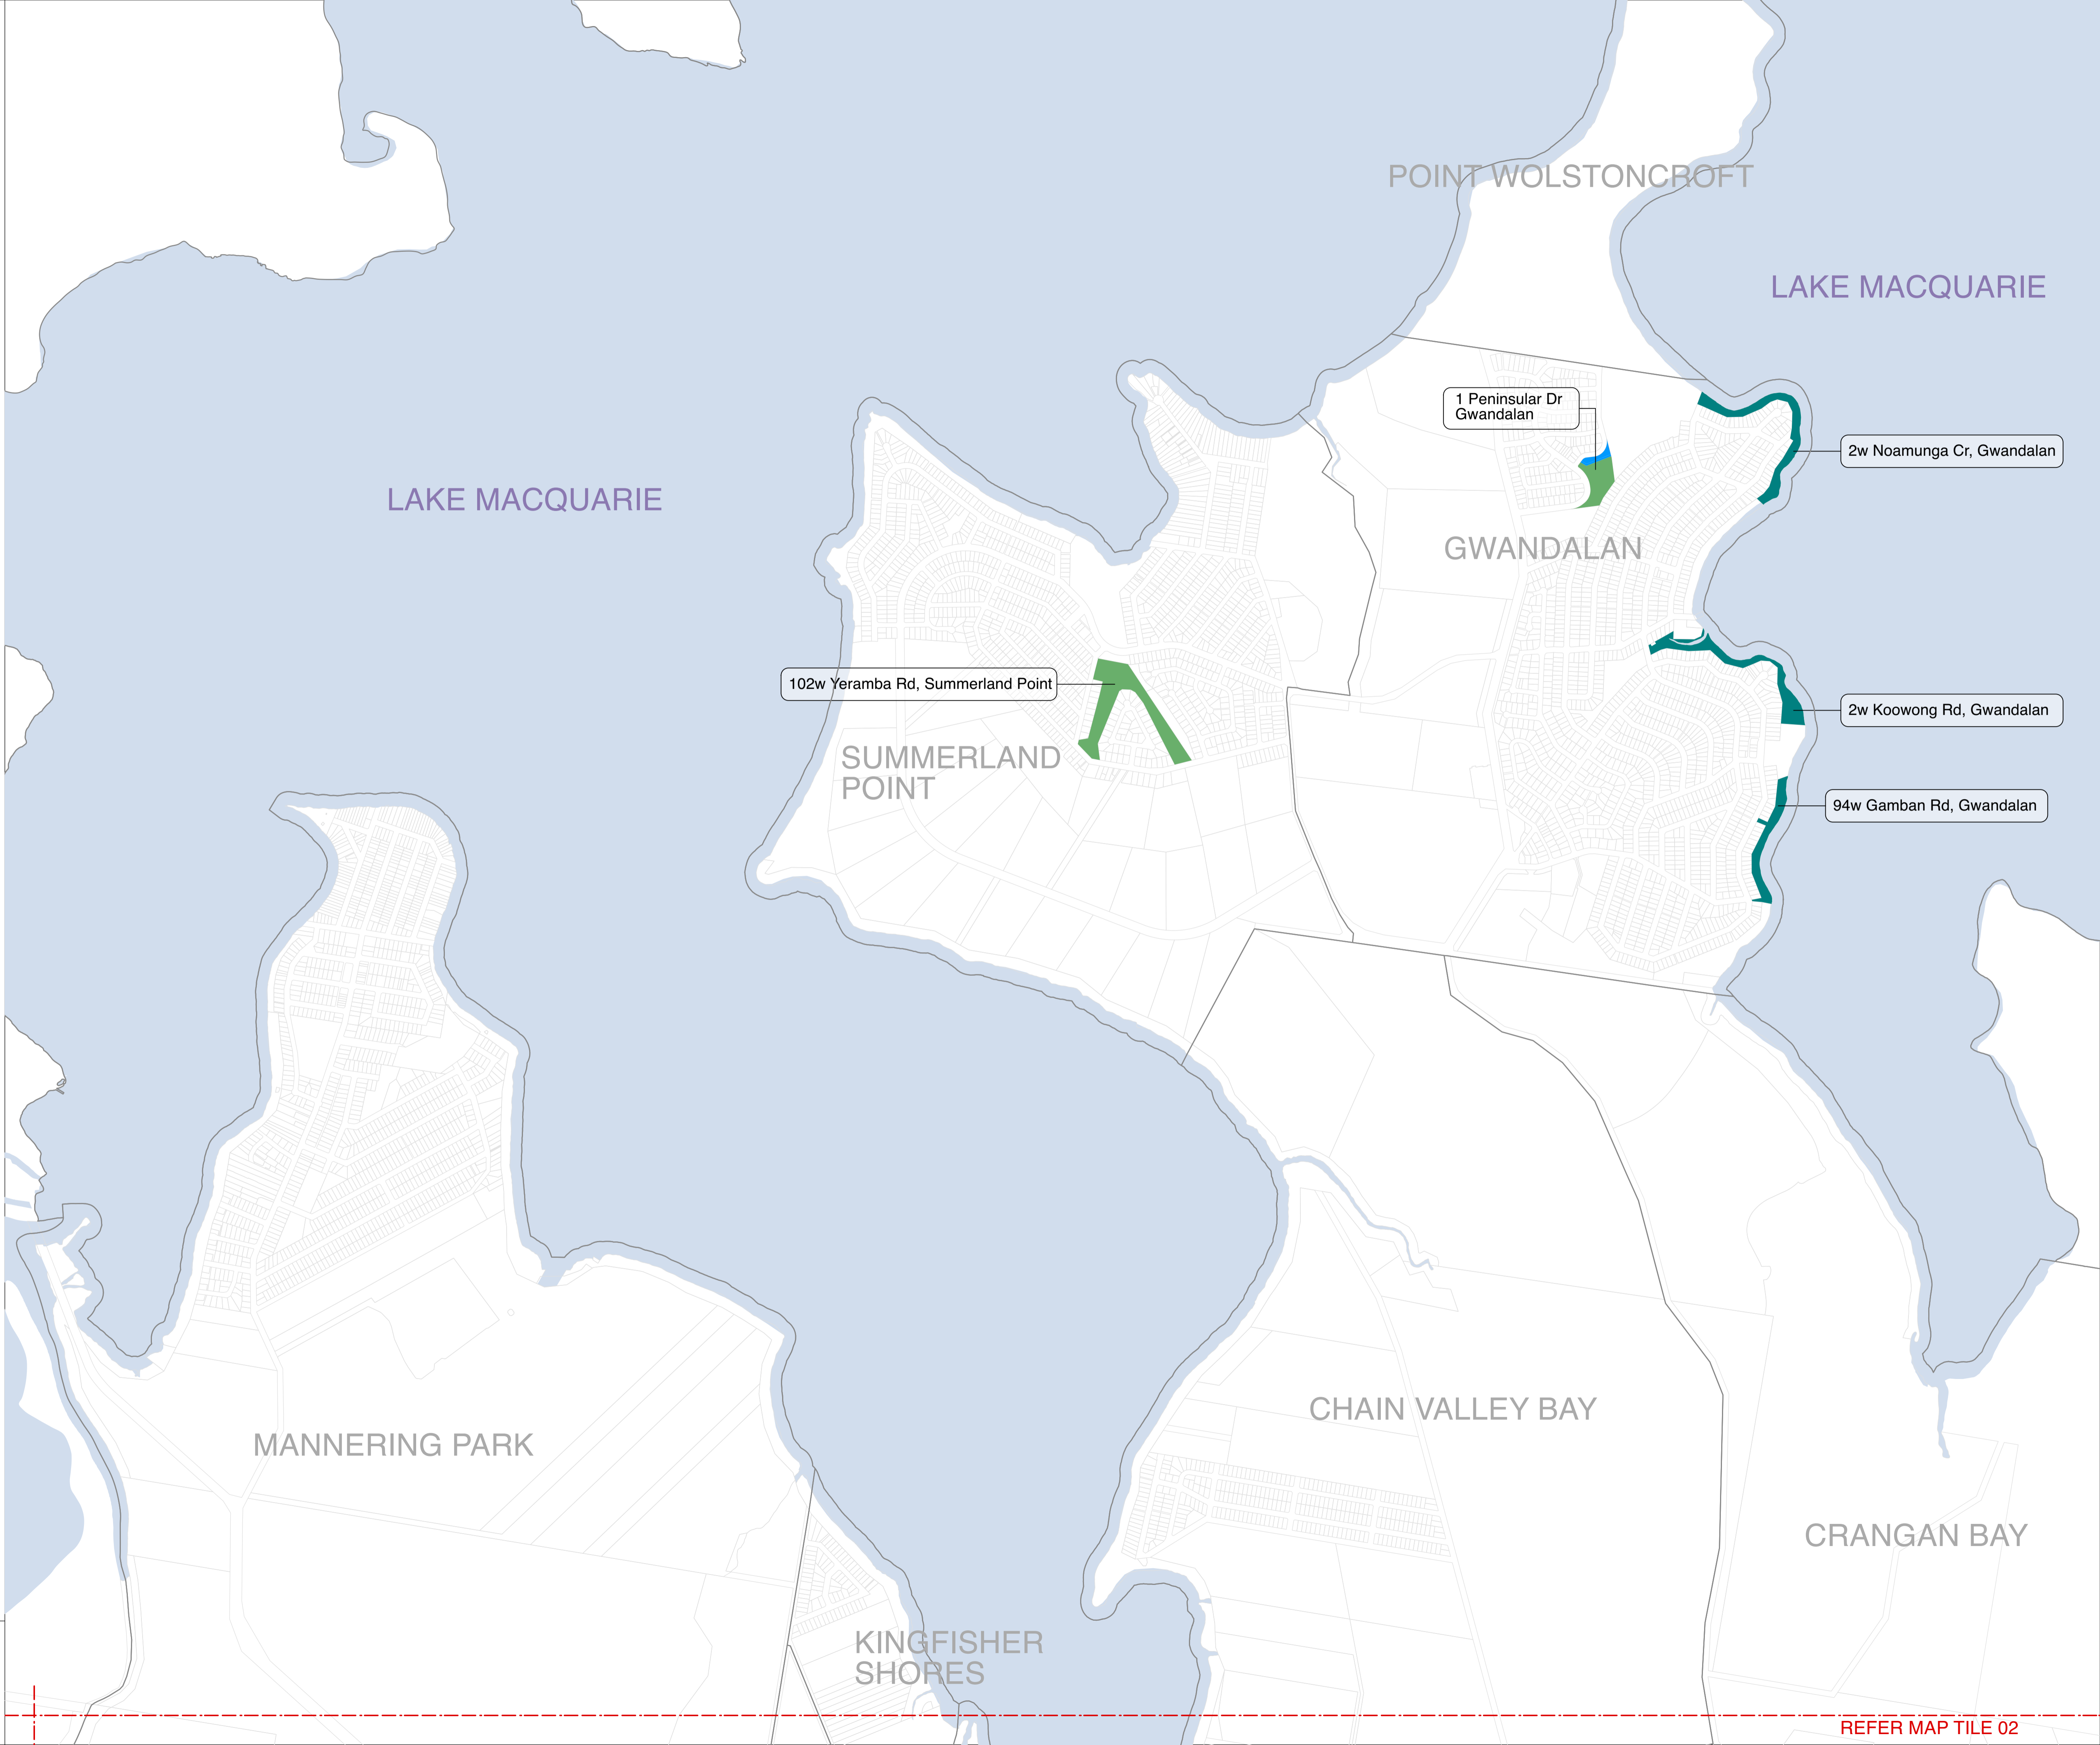 POINT WOLSTONCROFT
LAKE MACQUARIE
1 Peninsular Dr
Gwandalan
2w Noamunga Cr, Gwandalan
LAKE MACQUARIE
GWANDALAN
102w Yeramba Rd, Summerland Point
2w Koowong Rd, Gwandalan
SUMMERLAND
POINT
94w Gamban Rd, Gwandalan
CHAIN VALLEY BAY
MANNERING PARK
CRANGAN BAY
KINGFISHER
SHORES
REFER MAP TILE 02